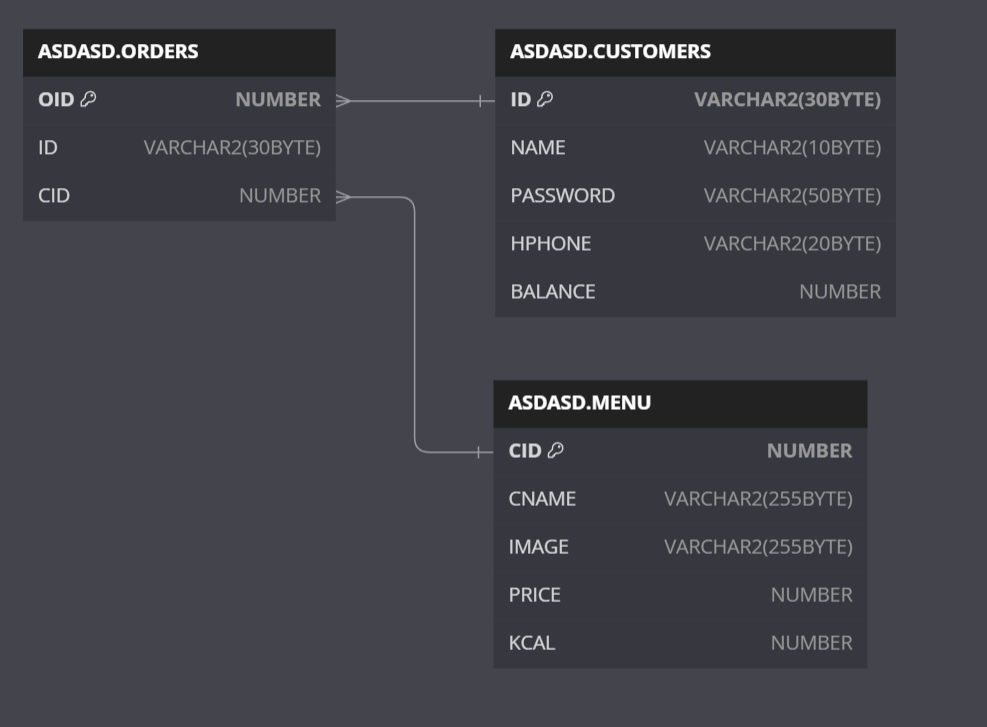 ASDASD.ORDERS
OID NUMBER
ID VARCHAR2(30BYTE)
CID NUMBER
ASDASD.CUSTOMERS
ID VARCHAR2(30BYTE)
NAME VARCHAR2(10BYTE)
PASSWORD VARCHAR2(50BYTE)
HPHONE VARCHAR2(20BYTE)
BALANCE NUMBER
ASDASD.MENU
CID NUMBER
CNAME VARCHAR2(255BYTE)
IMAGE VARCHAR2(255BYTE)
PRICE NUMBER
KCAL NUMBER